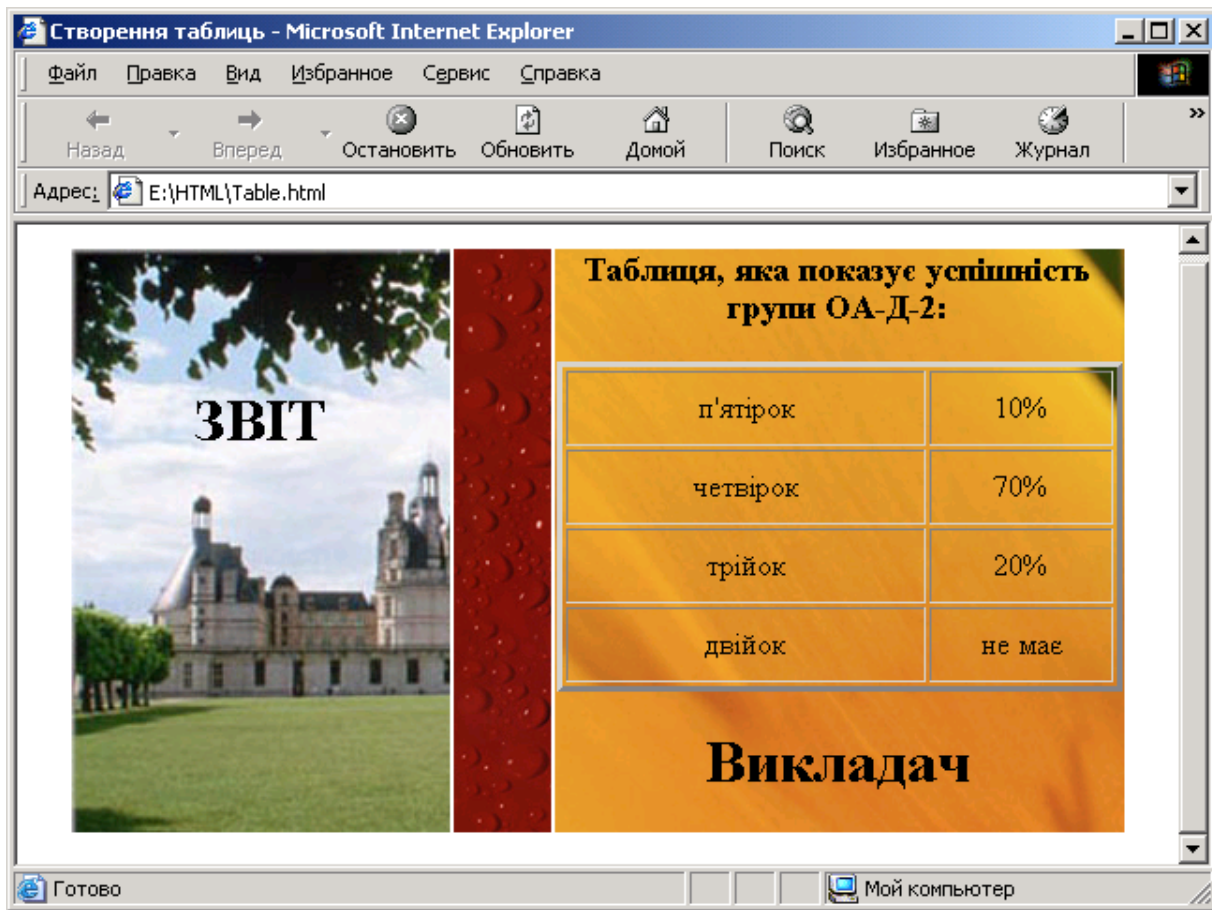 Створення таблиць - Microsoft Internet Explorer
Файл Правка Вид Избранное Сервис Справка
Назад Вперед Остановить Обновить Домой Поиск Избранное Журнал »
Адрес: E:\HTML\Table.html
ЗВІТ
Таблиця, яка показує успішність
групи ОА-Д-2:
п'ятірок 10%
четвірок 70%
трійок 20%
двійок не має
Викладач
Готово Мой компьютер